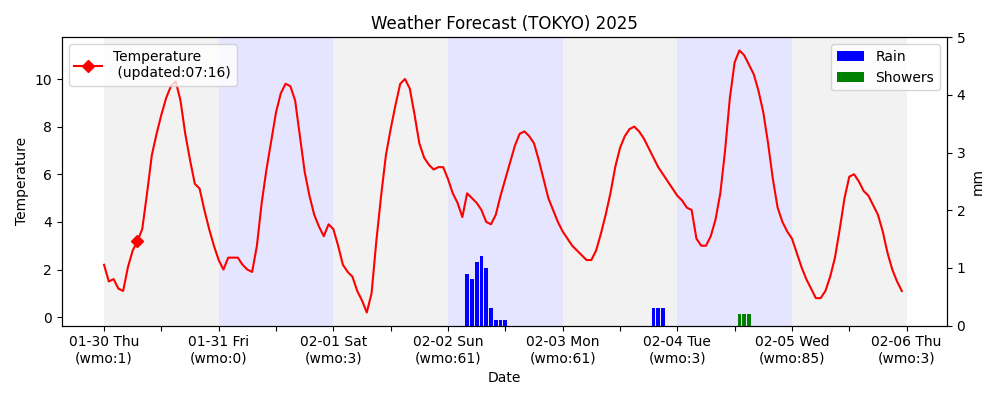 Weather Forecast (TOKYO) 2025
Temperature
(updated:07:16)
Rain
Showers
Temperature
10
8
6
4
2
0
5
4
3
2
1
0
mm
01-30 Thu
(wmo:1)
01-31 Fri
(wmo:0)
02-01 Sat
(wmo:3)
02-02 Sun
(wmo:61)
02-03 Mon
(wmo:61)
02-04 Tue
(wmo:3)
02-05 Wed
(wmo:85)
02-06 Thu
(wmo:3)
Date